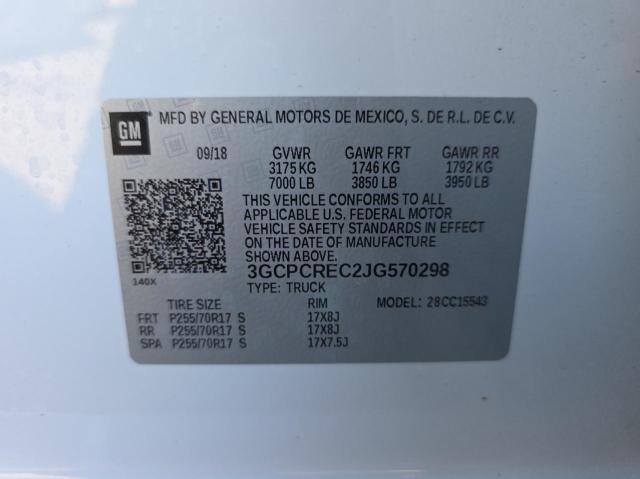 GM MFD BY GENERAL MOTORS DE MEXICO, S. DE R.L. DE C.V.
09/18 GVWR GAWR FRT GAWR RR
3175 KG 1746 KG 1792 KG
7000 LB 3850 LB 3950 LB
THIS VEHICLE CONFORMS TO ALL
APPLICABLE U.S. FEDERAL MOTOR
VEHICLE SAFETY STANDARDS IN EFFECT
ON THE DATE OF MANUFACTURE
SHOWN ABOVE.
140X 3GCPCREC2JG570298
TYPE: TRUCK
TIRE SIZE RIM MODEL: 28CC15543
FRT P255/70R17 S 17X8J
RR P255/70R17 S 17X8J
SPA P255/70R17 S 17X7.5J